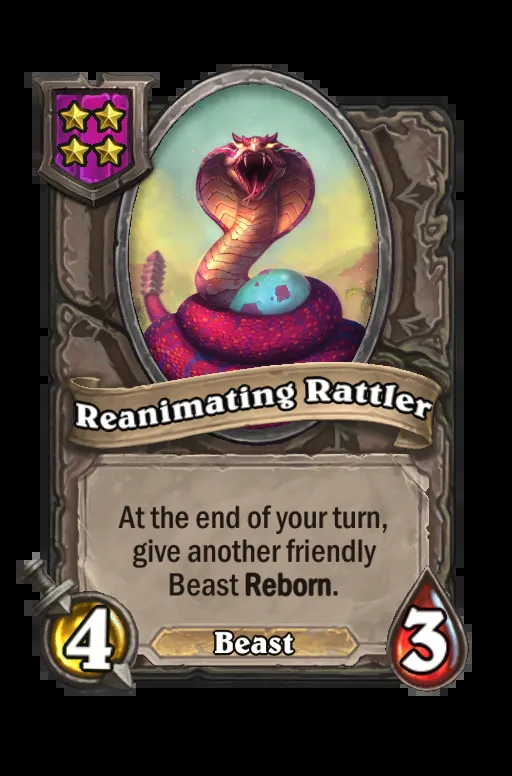 Reanimating Rattler
At the end of your turn,
give another friendly
Beast Reborn.
4
Beast
3